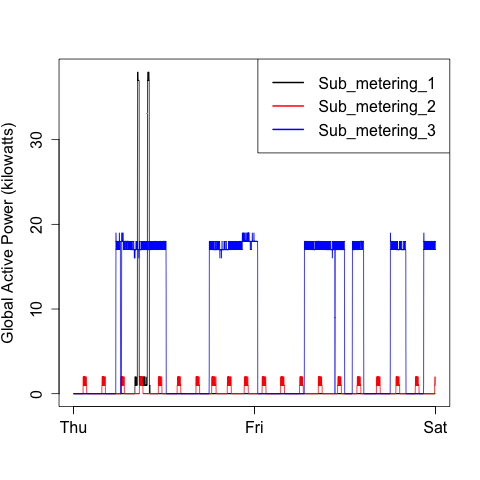 Sub_metering_1
Sub_metering_2
Sub_metering_3
Global Active Power (kilowatts)
30
20
10
0
Thu Fri Sat